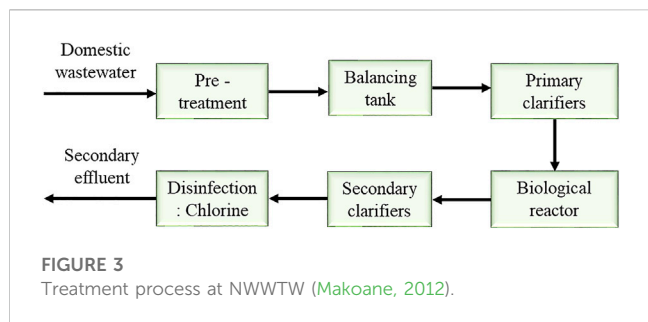 Domestic
wastewater
Pre -
treatment
Balancing
tank
Primary
clarifiers
Secondary
effluent
Disinfection
: Chlorine
Secondary
clarifiers
Biological
reactor
FIGURE 3
Treatment process at NWWTW (Makoane, 2012).